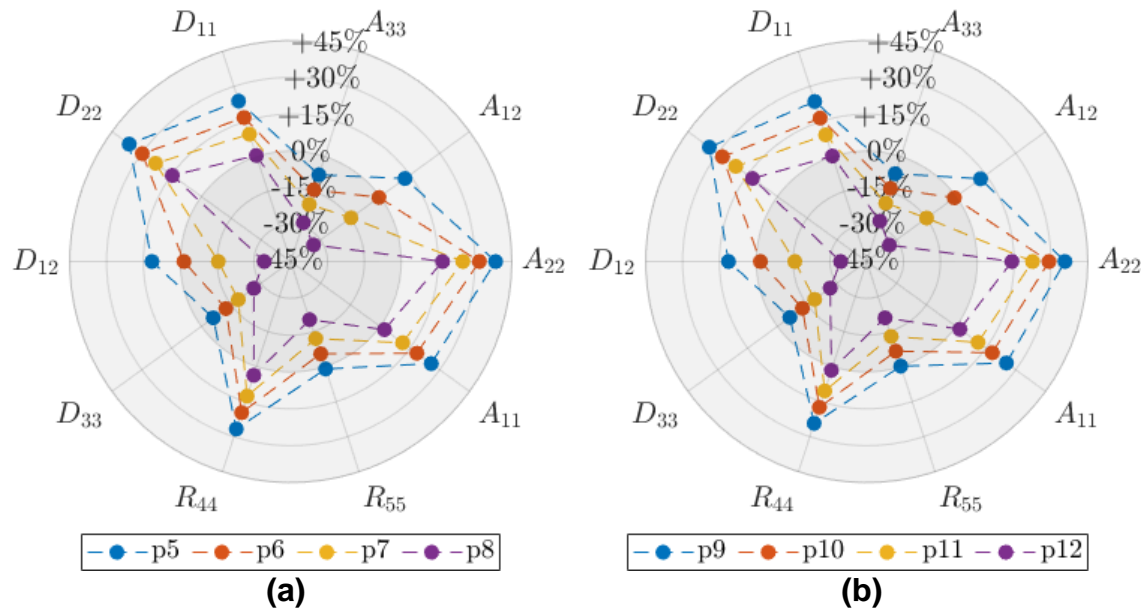 D11 A33
+45%
+30%
D22 +15% A12
0%
-15%
-30%
D12 45% A22
D33 A11
R44 R55
p5 p6 p7 p8
(a)
D11 A33
+45%
+30%
D22 +15% A12
0%
-15%
-30%
D12 45% A22
D33 A11
R44 R55
p9 p10 p11 p12
(b)